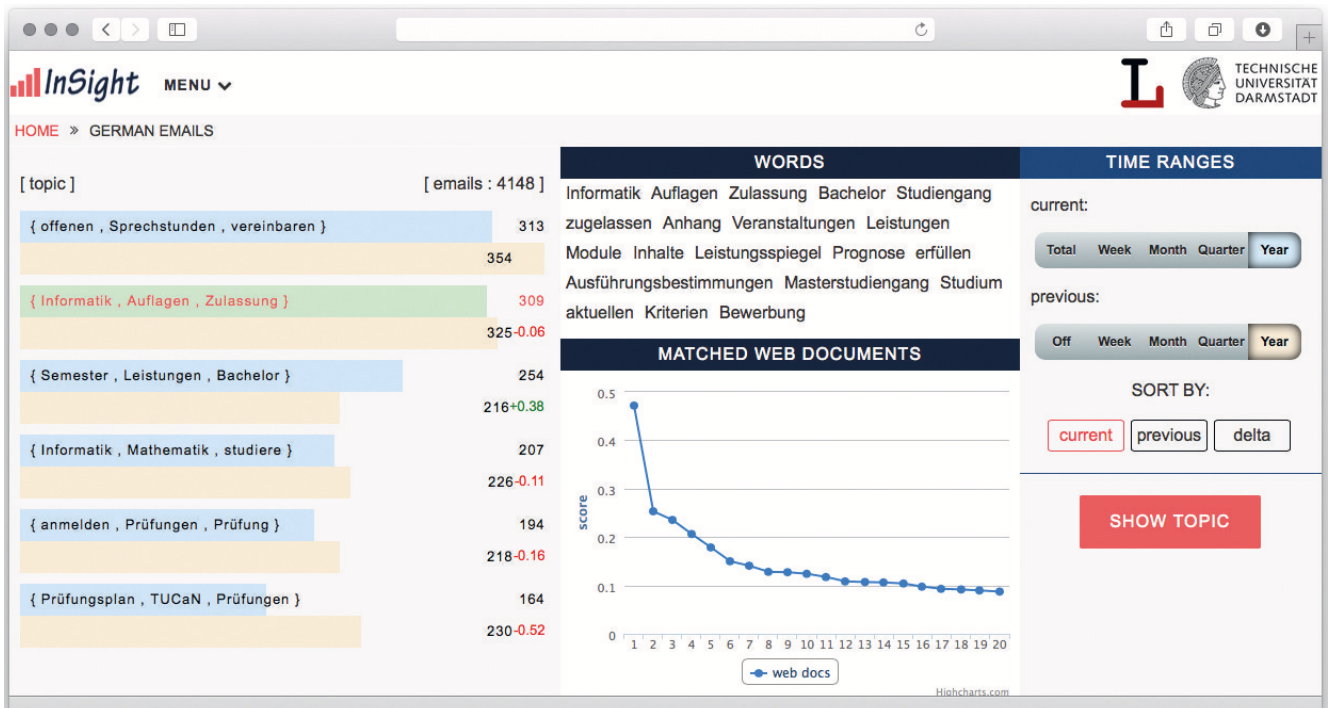 InSight MENU
TECHNISCHE
UNIVERSITÄT
DARMSTADT
HOME » GERMAN EMAILS
[ topic ] [ emails : 4148 ]
{ offenen , Sprechstunden , vereinbaren } 313
354
{ Informatik , Auflagen , Zulassung } 309
325-0.06
{ Semester , Leistungen , Bachelor } 254
216+0.38
{ Informatik , Mathematik , studiere } 207
226-0.11
{ anmelden , Prüfungen , Prüfung } 194
218-0.16
{ Prüfungsplan , TUCaN , Prüfungen } 164
230-0.52
WORDS
Informatik Auflagen Zulassung Bachelor Studiengang
zugelassen Anhang Veranstaltungen Leistungen
Module Inhalte Leistungsspiegel Prognose erfüllen
Ausführungsbestimmungen Masterstudiengang Studium
aktuellen Kriterien Bewerbung
MATCHED WEB DOCUMENTS
0.5
0.4
0.3
0.2
0.1
0
score
1 2 3 4 5 6 7 8 9 10 11 12 13 14 15 16 17 18 19 20
web docs
Highcharts.com
TIME RANGES
current:
Total Week Month Quarter Year
previous:
Off Week Month Quarter Year
SORT BY:
current previous delta
SHOW TOPIC